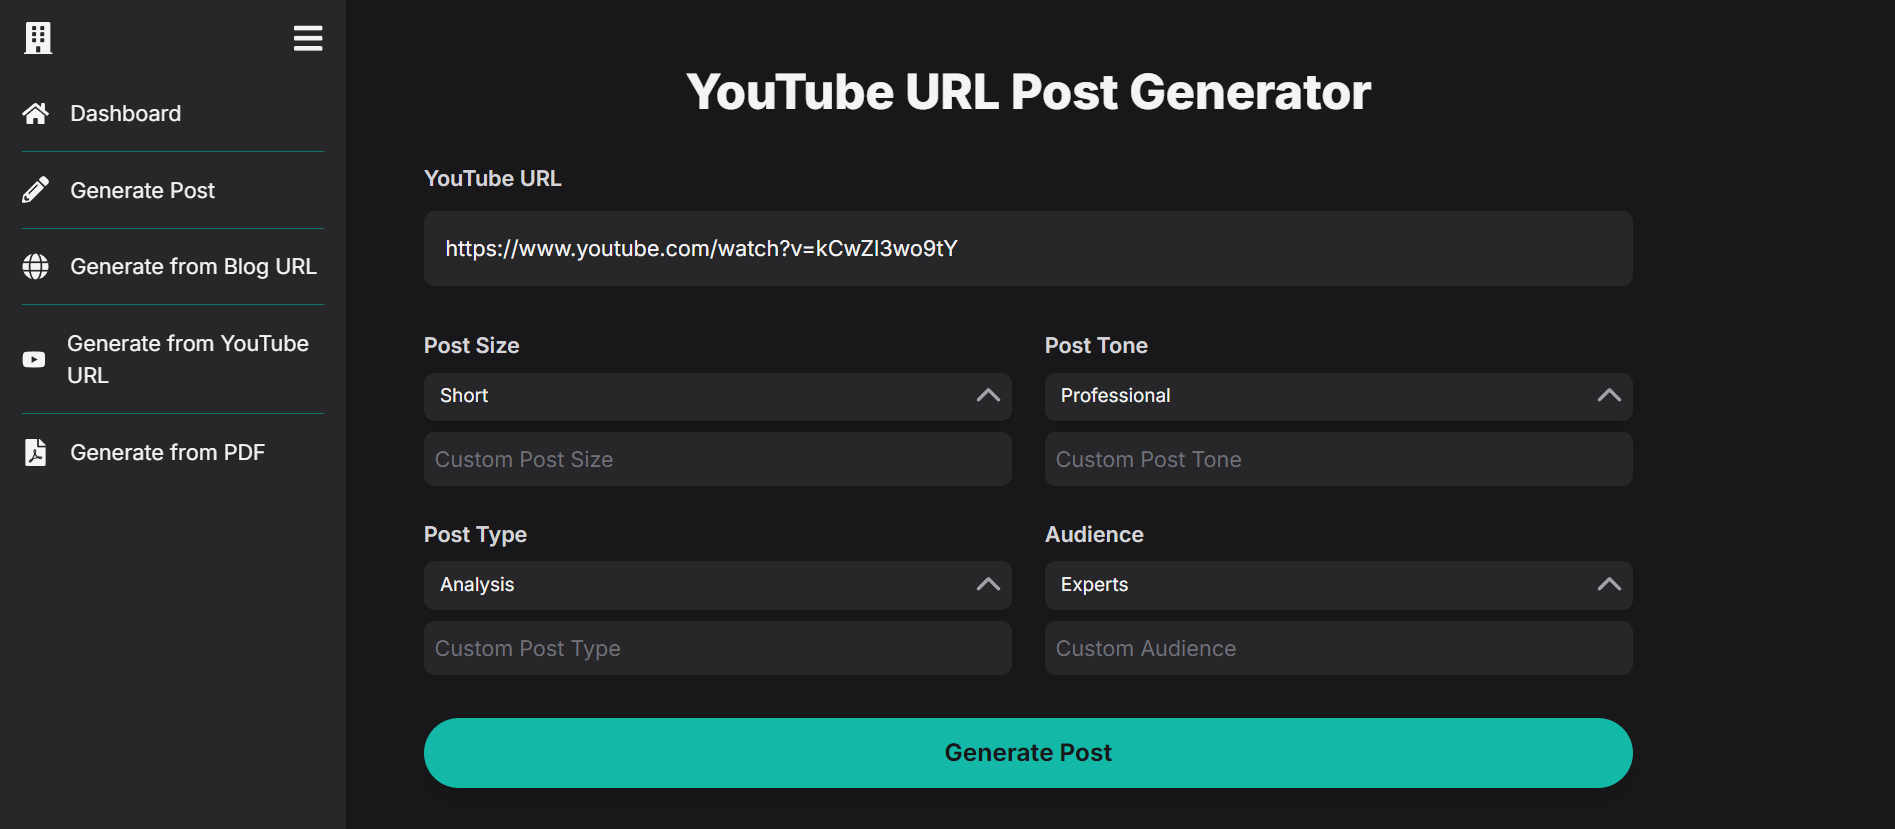 Dashboard
Generate Post
Generate from Blog URL
Generate from YouTube
URL
Generate from PDF
YouTube URL Post Generator
YouTube URL
https://www.youtube.com/watch?v=kCwZl3wo9tY
Post Size
Short
Custom Post Size
Post Tone
Professional
Custom Post Tone
Post Type
Analysis
Custom Post Type
Audience
Experts
Custom Audience
Generate Post